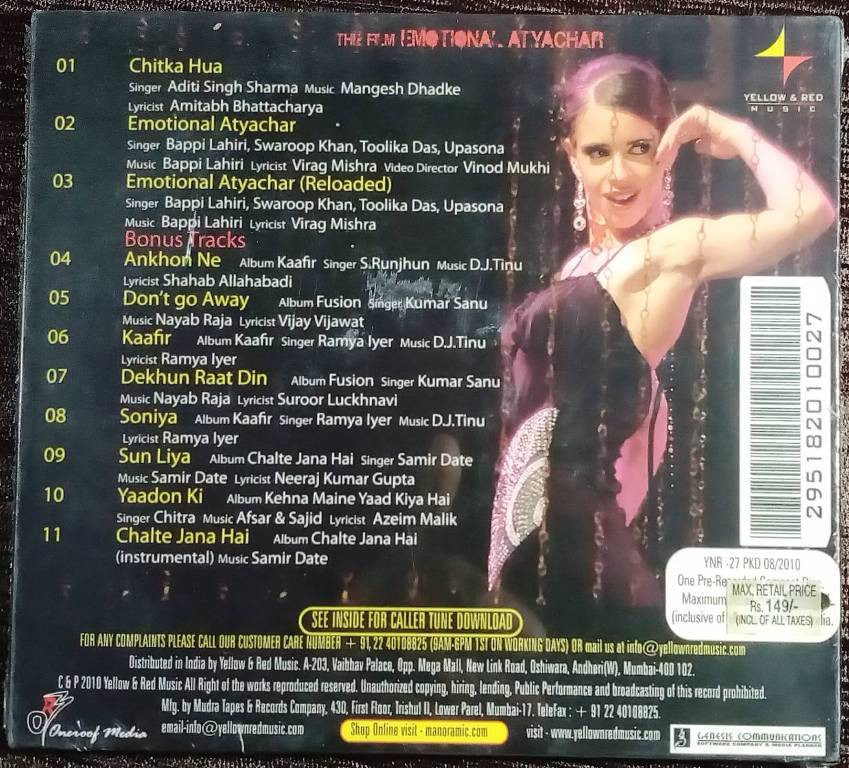 THE FILM EMOTIONAL ATYACHAR
YELLOW & RED
MUSIC
01 Chitka Hua
Singer Aditi Singh Sharma Music Mangesh Dhadke
Lyricist Amitabh Bhattacharya
02 Emotional Atyachar
Singer Bappi Lahiri, Swaroop Khan, Toolika Das, Upasona
Music Bappi Lahiri Lyricist Virag Mishra Video Director Vinod Mukhi
03 Emotional Atyachar (Reloaded)
Singer Bappi Lahiri, Swaroop Khan, Toolika Das, Upasona
Music Bappi Lahiri Lyricist Virag Mishra
Bonus Tracks
04 Ankhon Ne Album Kaafir Singer S.Runjhun Music D.J.Tinu
Lyricist Shahab Allahabadi
05 Don't go Away Album Fusion Singer Kumar Sanu
Music Nayab Raja Lyricist Vijay Vijawat
06 Kaafir Album Kaafir Singer Ramya Iyer Music D.J.Tinu
Lyricist Ramya Iyer
07 Dekhun Raat Din Album Fusion Singer Kumar Sanu
Music Nayab Raja Lyricist Suroor Luckhnavi
08 Soniya Album Kaafir Singer Ramya Iyer Music D.J.Tinu
Lyricist Ramya Iyer
09 Sun Liya Album Chalte Jana Hai Singer Samir Date
Music Samir Date Lyricist Neeraj Kumar Gupta
10 Yaadon Ki Album Kehna Maine Yaad Kiya Hai
Singer Chitra Music Afsar & Sajid Lyricist Azeim Malik
11 Chalte Jana Hai Album Chalte Jana Hai
(instrumental) Music Samir Date
295182010027
YNR -27 PKD 08/2010
One
Maximum
(inclusive of
MAX. RETAIL PRICE
Rs. 149/-
(INCL. OF ALL TAXES)
SEE INSIDE FOR CALLER TUNE DOWNLOAD
FOR ANY COMPLAINTS PLEASE CALL OUR CUSTOMER CARE NUMBER + 91, 22 40108825 (9AM-6PM 1ST ON WORKING DAYS) OR mail us at info@yellownredmusic.com
Distributed in India by Yellow & Red Music. A-203, Vaibhav Palace, Opp. Mega Mall, New Link Road, Oshiwara, Andheri(W), Mumbai-400 102.
C & P 2010 Yellow & Red Music All Right of the works reproduced reserved. Unauthorized copying, hiring, lending, Public Performance and broadcasting of this record prohibited.
Mfg. by Mudra Tapes & Records Company, 430, First Floor, Trishul II, Lower Parel, Mumbai-17. TeleFax : + 91 22 40108825.
Oneroof Media
email-info@yellownredmusic.com
Shop Online visit - manoramic.com
visit - www.yellownredmusic.com
GENESIS COMMUNICATIONS
SOFTWARE COMPANY & MEDIA PLANNER